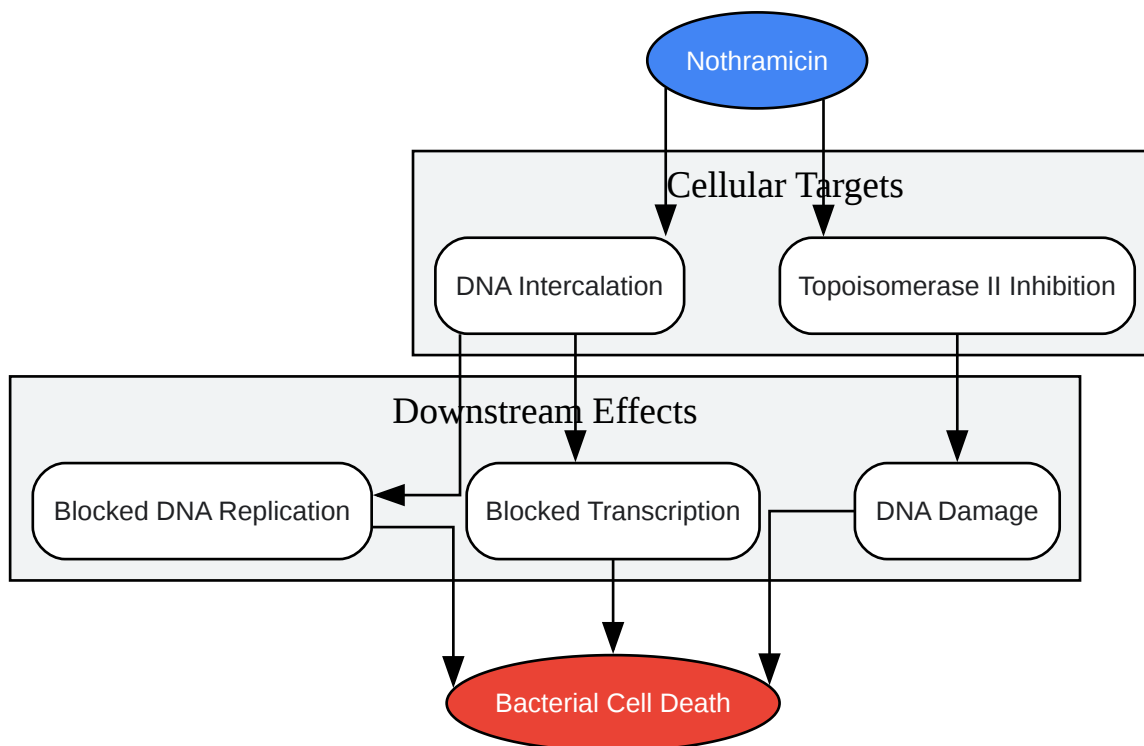 Nothramicin
Cellular Targets
DNA Intercalation
Topoisomerase II Inhibition
Downstream Effects
Blocked DNA Replication
Blocked Transcription
DNA Damage
Bacterial Cell Death